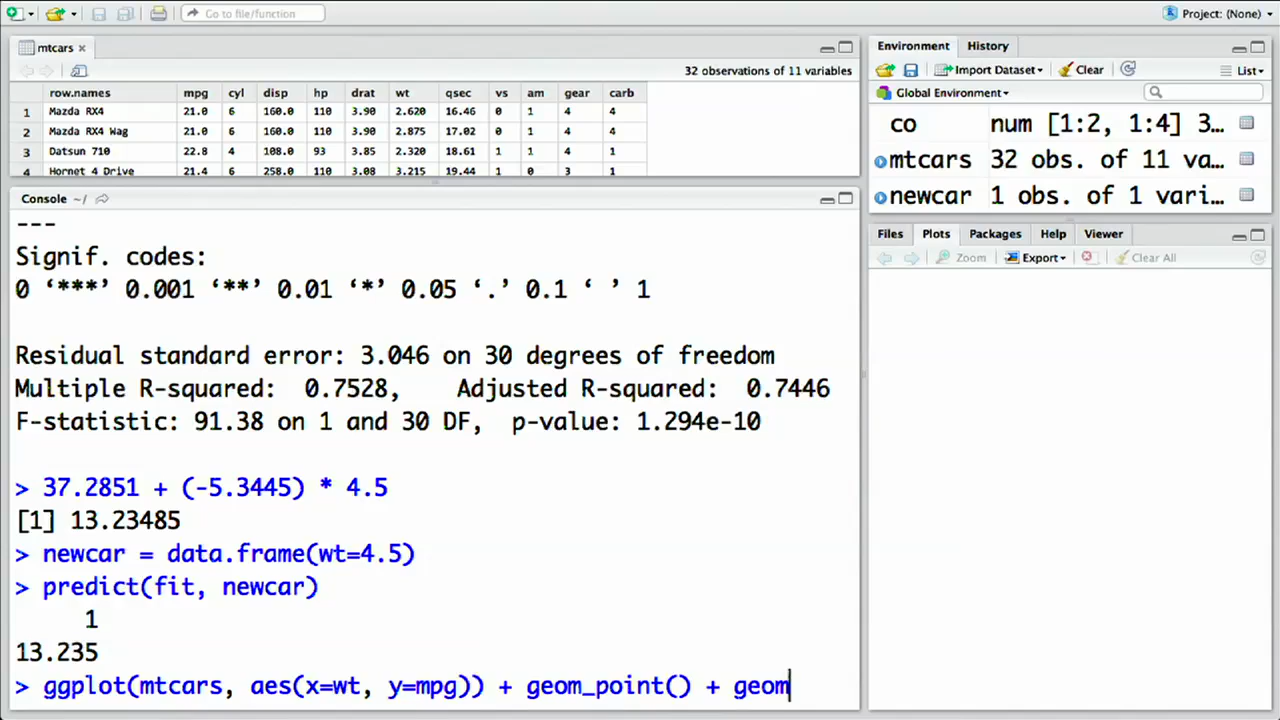 Go to file/function
Project: (None)
mtcars
32 observations of 11 variables
row.names mpg cyl disp hp drat wt qsec vs am gear carb
1 Mazda RX4 21.0 6 160.0 110 3.90 2.620 16.46 0 1 4 4
2 Mazda RX4 Wag 21.0 6 160.0 110 3.90 2.875 17.02 0 1 4 4
3 Datsun 710 22.8 4 108.0 93 3.85 2.320 18.61 1 1 4 1
4 Hornet 4 Drive 21.4 6 258.0 110 3.08 3.215 19.44 1 0 3 1
Console ~/
---
Signif. codes:
0 ‘***’ 0.001 ‘**’ 0.01 ‘*’ 0.05 ‘.’ 0.1 ‘ ’ 1
Residual standard error: 3.046 on 30 degrees of freedom
Multiple R-squared:  0.7528,    Adjusted R-squared:  0.7446
F-statistic: 91.38 on 1 and 30 DF,  p-value: 1.294e-10
> 37.2851 + (-5.3445) * 4.5
[1] 13.23485
> newcar = data.frame(wt=4.5)
> predict(fit, newcar)
1
13.235
> ggplot(mtcars, aes(x=wt, y=mpg)) + geom_point() + geom
Environment History
Import Dataset Clear List
Global Environment
co num [1:2, 1:4] 3...
mtcars 32 obs. of 11 va...
newcar 1 obs. of 1 vari...
Files Plots Packages Help Viewer
Zoom Export Clear All